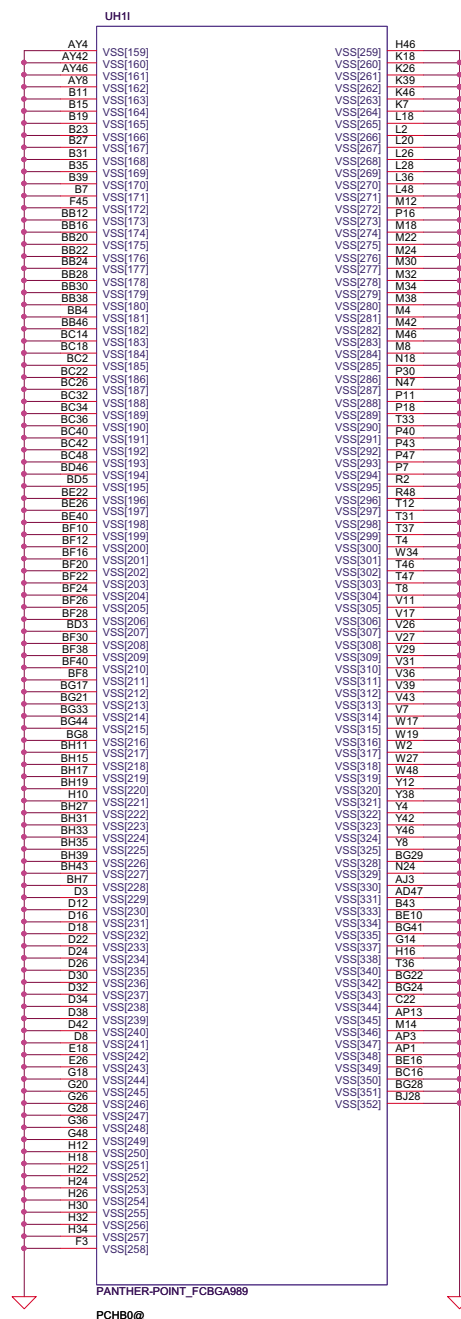 UH1I
AY4 VSS[159]
AY42 VSS[160]
AY46 VSS[161]
AY8 VSS[162]
B11 VSS[163]
B15 VSS[164]
B19 VSS[165]
B23 VSS[166]
B27 VSS[167]
B31 VSS[168]
B35 VSS[169]
B39 VSS[170]
B7 VSS[171]
F45 VSS[172]
BB12 VSS[173]
BB16 VSS[174]
BB20 VSS[175]
BB22 VSS[176]
BB24 VSS[177]
BB28 VSS[178]
BB30 VSS[179]
BB38 VSS[180]
BB4 VSS[181]
BB46 VSS[182]
BC14 VSS[183]
BC18 VSS[184]
BC2 VSS[185]
BC22 VSS[186]
BC26 VSS[187]
BC32 VSS[188]
BC34 VSS[189]
BC36 VSS[190]
BC40 VSS[191]
BC42 VSS[192]
BC48 VSS[193]
BD46 VSS[194]
BD5 VSS[195]
BE22 VSS[196]
BE26 VSS[197]
BE40 VSS[198]
BF10 VSS[199]
BF12 VSS[200]
BF16 VSS[201]
BF20 VSS[202]
BF22 VSS[203]
BF24 VSS[204]
BF26 VSS[205]
BF28 VSS[206]
BD3 VSS[207]
BF30 VSS[208]
BF38 VSS[209]
BF40 VSS[210]
BF8 VSS[211]
BG17 VSS[212]
BG21 VSS[213]
BG33 VSS[214]
BG44 VSS[215]
BG8 VSS[216]
BH11 VSS[217]
BH15 VSS[218]
BH17 VSS[219]
BH19 VSS[220]
H10 VSS[221]
BH27 VSS[222]
BH31 VSS[223]
BH33 VSS[224]
BH35 VSS[225]
BH39 VSS[226]
BH43 VSS[227]
BH7 VSS[228]
D3 VSS[229]
D12 VSS[230]
D16 VSS[231]
D18 VSS[232]
D22 VSS[233]
D24 VSS[234]
D26 VSS[235]
D30 VSS[236]
D32 VSS[237]
D34 VSS[238]
D38 VSS[239]
D42 VSS[240]
D8 VSS[241]
E18 VSS[242]
E26 VSS[243]
G18 VSS[244]
G20 VSS[245]
G26 VSS[246]
G28 VSS[247]
G36 VSS[248]
G48 VSS[249]
H12 VSS[250]
H18 VSS[251]
H22 VSS[252]
H24 VSS[253]
H26 VSS[254]
H30 VSS[255]
H32 VSS[256]
H34 VSS[257]
F3 VSS[258]
VSS[259] H46
VSS[260] K18
VSS[261] K26
VSS[262] K39
VSS[263] K46
VSS[264] K7
VSS[265] L18
VSS[266] L2
VSS[267] L20
VSS[268] L26
VSS[269] L28
VSS[270] L36
VSS[271] L48
VSS[272] M12
VSS[273] P16
VSS[274] M18
VSS[275] M22
VSS[276] M24
VSS[277] M30
VSS[278] M32
VSS[279] M34
VSS[280] M38
VSS[281] M4
VSS[282] M42
VSS[283] M46
VSS[284] M8
VSS[285] N18
VSS[286] P30
VSS[287] N47
VSS[288] P11
VSS[289] P18
VSS[290] T33
VSS[291] P40
VSS[292] P43
VSS[293] P47
VSS[294] P7
VSS[295] R2
VSS[296] R48
VSS[297] T12
VSS[298] T31
VSS[299] T37
VSS[300] T4
VSS[301] W34
VSS[302] T46
VSS[303] T47
VSS[304] T8
VSS[305] V11
VSS[306] V17
VSS[307] V26
VSS[308] V27
VSS[309] V29
VSS[310] V31
VSS[311] V36
VSS[312] V39
VSS[313] V43
VSS[314] V7
VSS[315] W17
VSS[316] W19
VSS[317] W2
VSS[318] W27
VSS[319] W48
VSS[320] Y12
VSS[321] Y38
VSS[322] Y4
VSS[323] Y42
VSS[324] Y46
VSS[325] Y8
VSS[328] BG29
VSS[329] N24
VSS[330] AJ3
VSS[331] AD47
VSS[333] B43
VSS[334] BE10
VSS[335] BG41
VSS[337] G14
VSS[338] H16
VSS[340] T36
VSS[342] BG22
VSS[343] BG24
VSS[344] C22
VSS[345] AP13
VSS[346] M14
VSS[347] AP3
VSS[348] AP1
VSS[349] BE16
VSS[350] BC16
VSS[351] BG28
VSS[352] BJ28
PANTHER-POINT_FCBGA989
PCHB0@